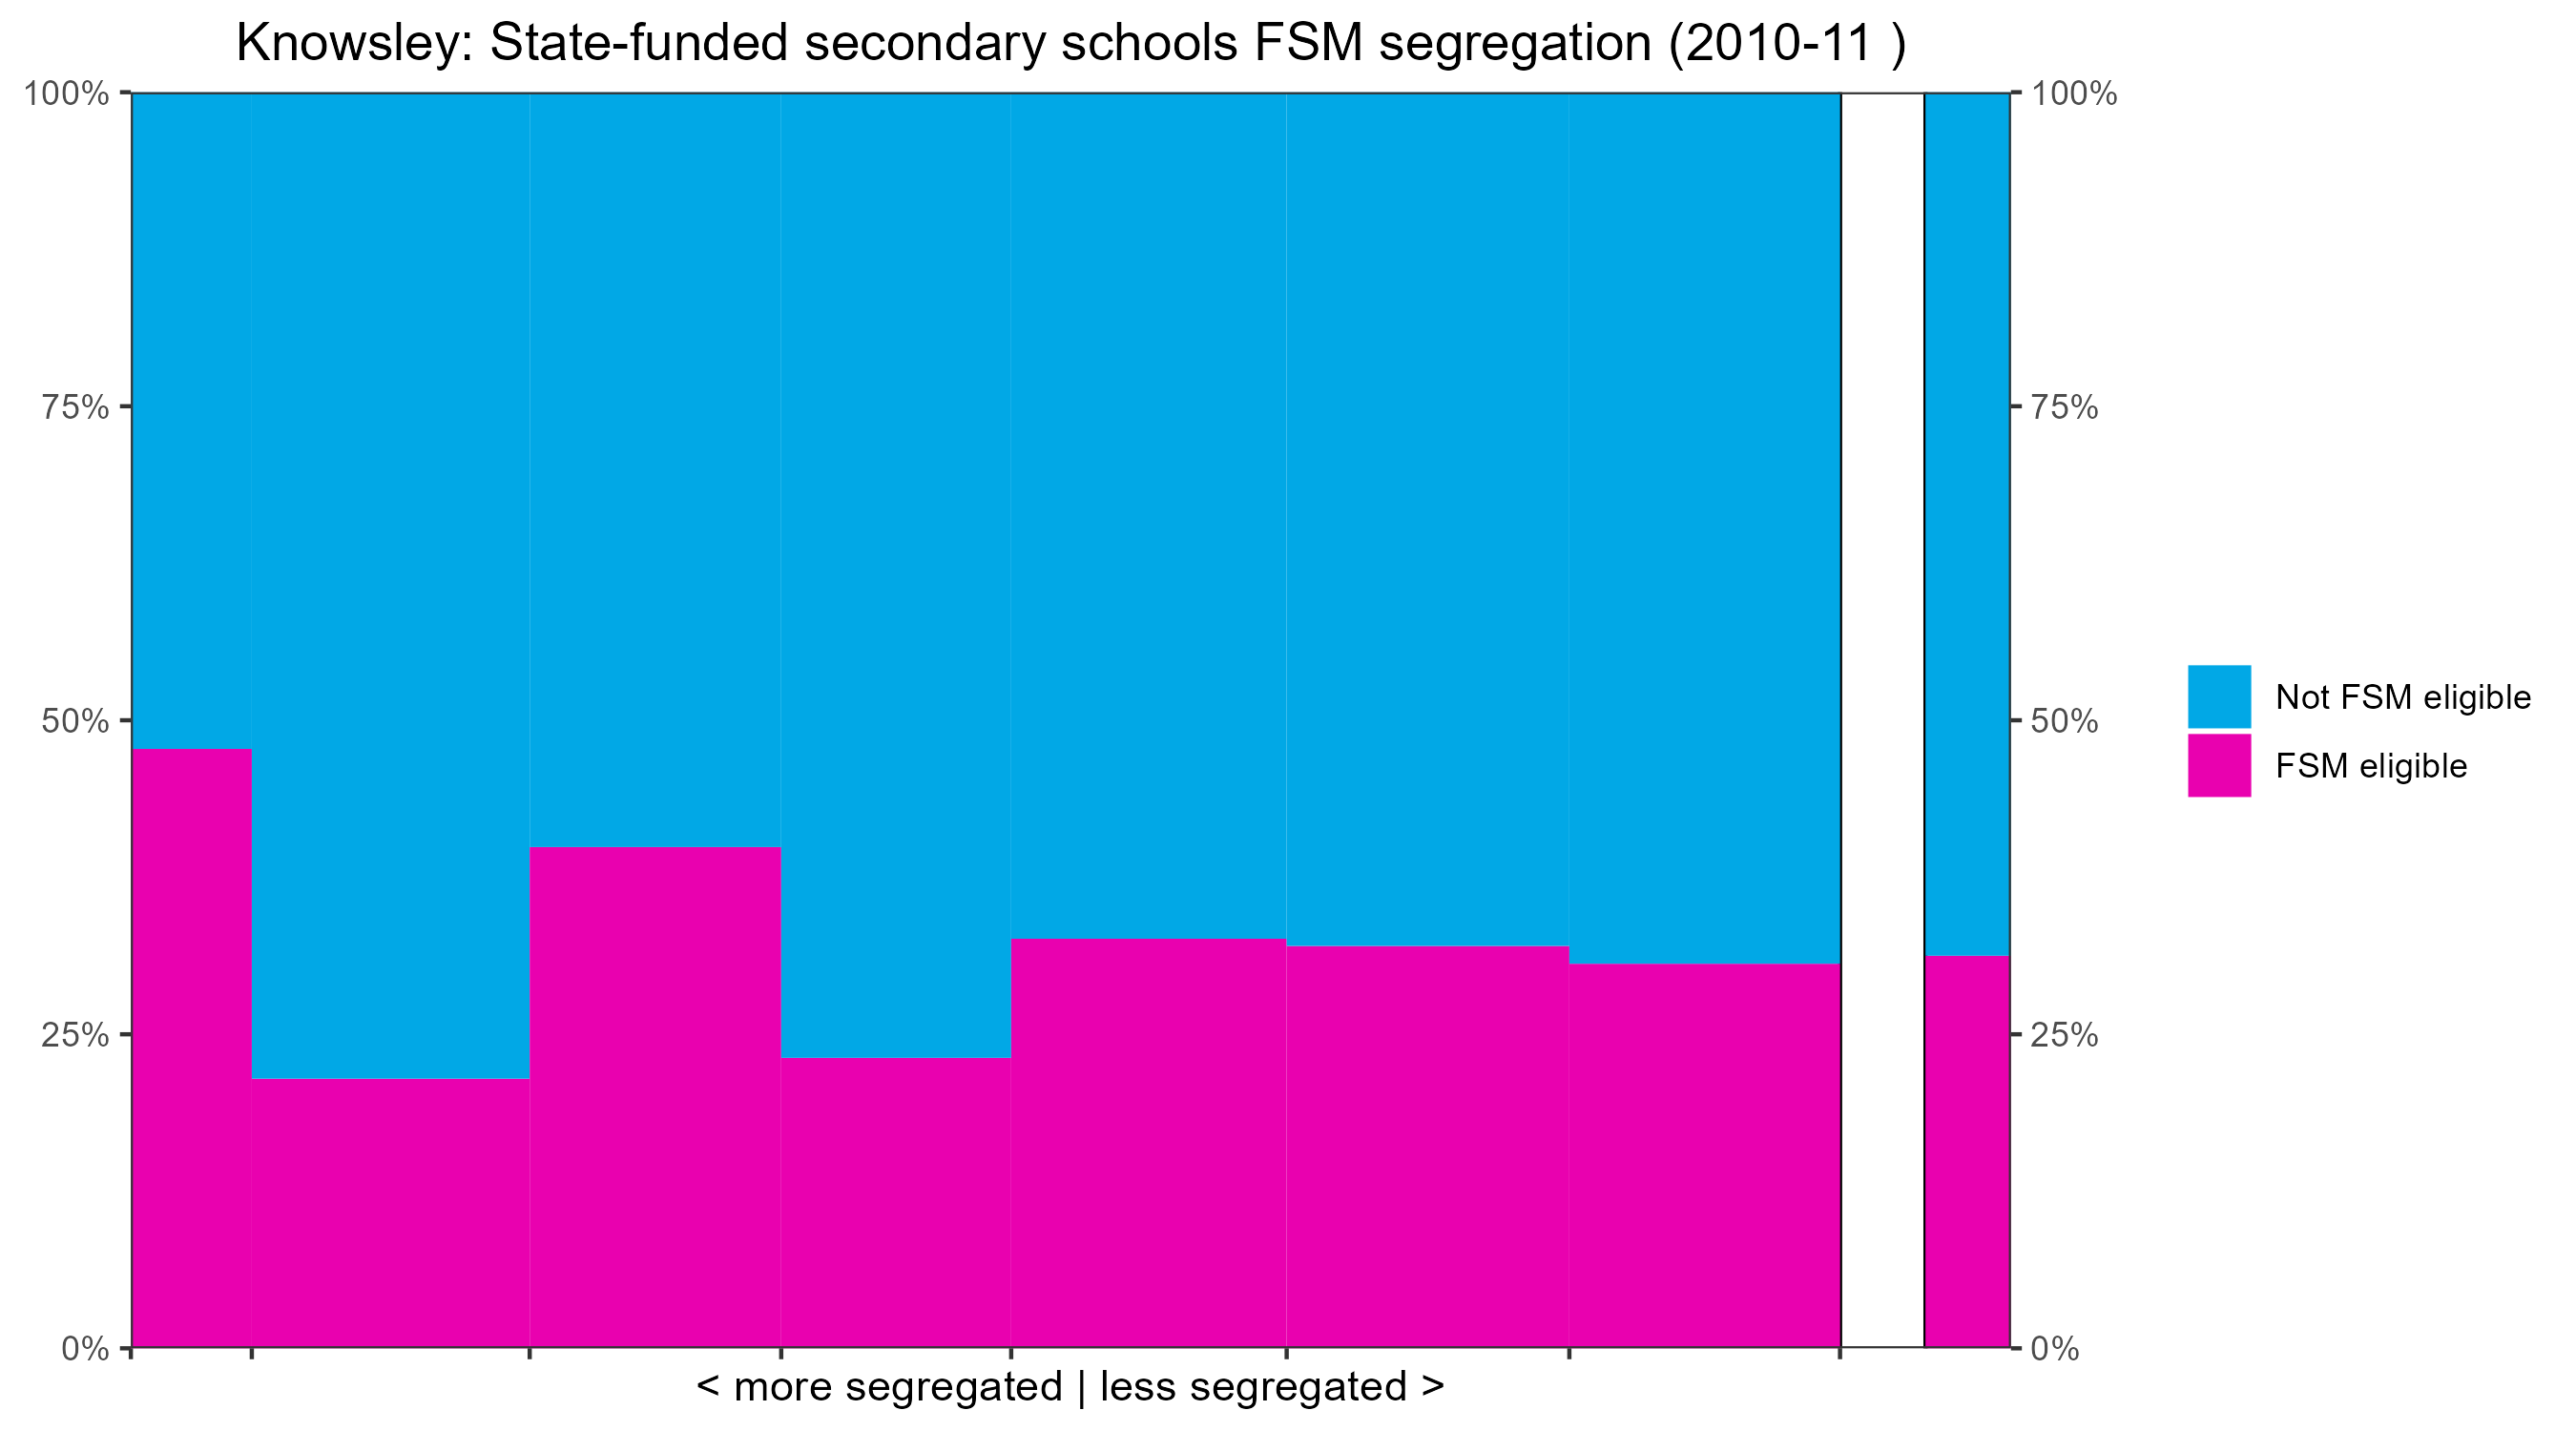 Knowsley: State-funded secondary schools FSM segregation (2010-11 )
100%
75%
50%
25%
0%
100%
75%
50%
25%
0%
Not FSM eligible
FSM eligible
< more segregated | less segregated >